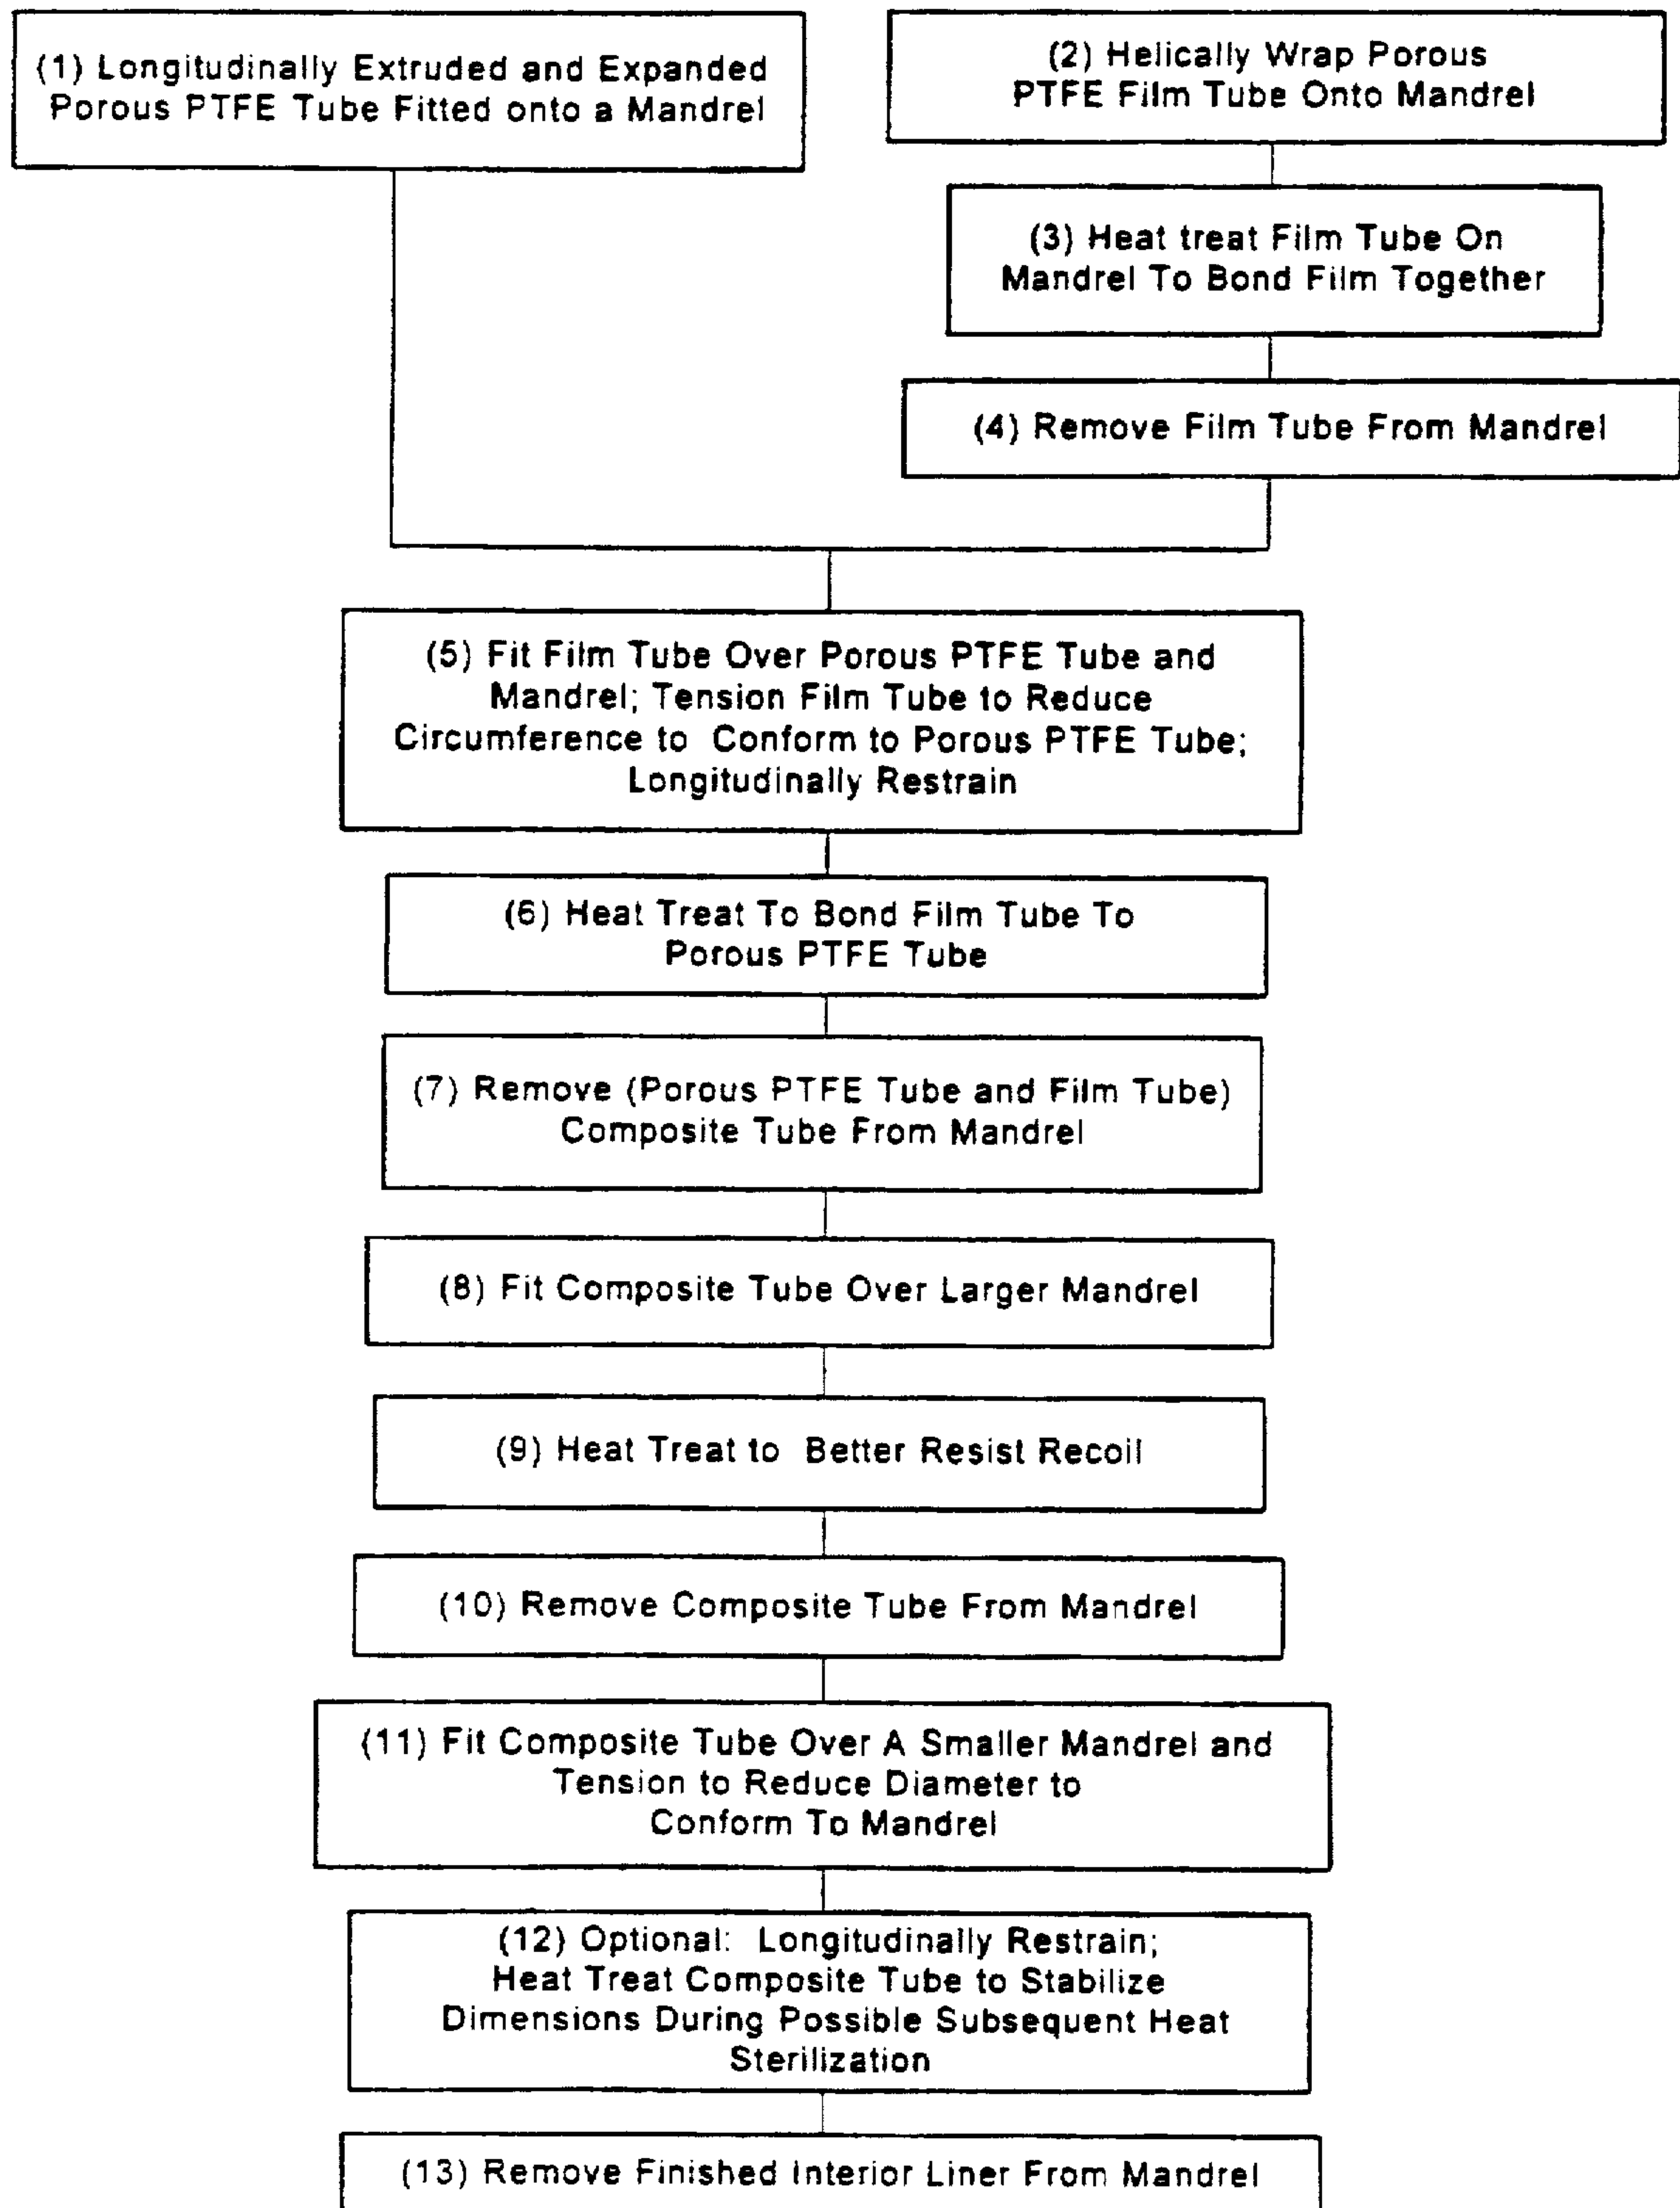 (1) Longitudinally Extruded and Expanded
Porous PTFE Tube Fitted onto a Mandrel
(2) Helically Wrap Porous
PTFE Film Tube Onto Mandrel
(3) Heat treat Film Tube On
Mandrel To Bond Film Together
(4) Remove Film Tube From Mandrel
(5) Fit Film Tube Over Porous PTFE Tube and
Mandrel; Tension Film Tube to Reduce
Circumference to Conform to Porous PTFE Tube;
Longitudinally Restrain
(6) Heat Treat To Bond Film Tube To
Porous PTFE Tube
(7) Remove (Porous PTFE Tube and Film Tube)
Composite Tube From Mandrel
(8) Fit Composite Tube Over Larger Mandrel
(9) Heat Treat to Better Resist Recoil
(10) Remove Composite Tube From Mandrel
(11) Fit Composite Tube Over A Smaller Mandrel and
Tension to Reduce Diameter to
Conform To Mandrel
(12) Optional: Longitudinally Restrain;
Heat Treat Composite Tube to Stabilize
Dimensions During Possible Subsequent Heat
Sterilization
(13) Remove Finished Interior Liner From Mandrel